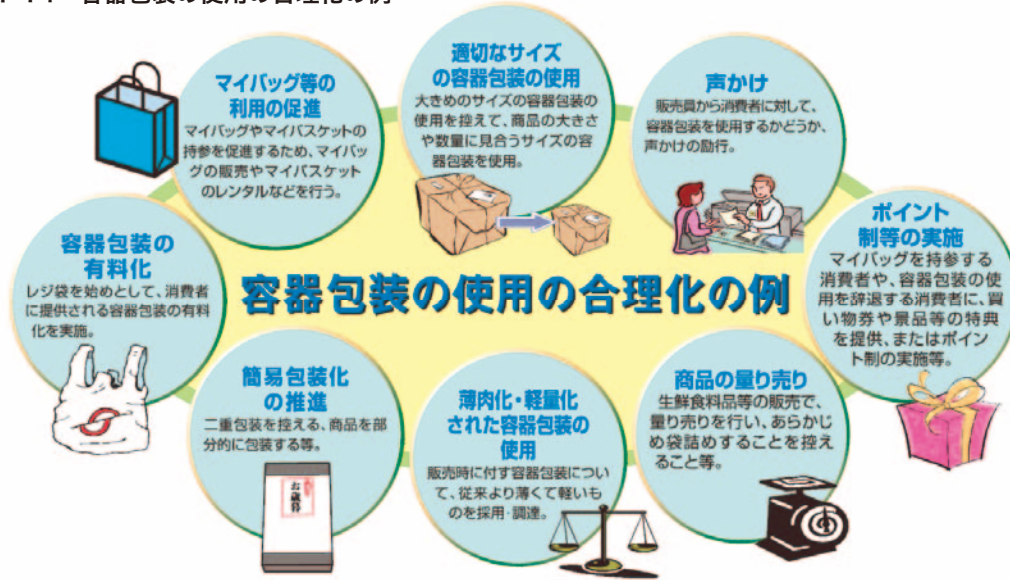 容器包装の使用の合理化の例
マイバッグ等の
利用の促進
マイバッグやマイバスケットの
持参を促進するため、マイバッ
グの販売やマイバスケット
のレンタルなどを行う。
適切なサイズ
の容器包装の使用
大きめのサイズの容器包装の
使用を控えて、商品の大きさ
や数量に見合うサイズの容
器包装を使用。
声かけ
販売員から消費者に対して、
容器包装を使用するかどうか、
声かけの励行。
ポイント
制等の実施
マイバッグを持参する
消費者や、容器包装の使
用を辞退する消費者に、買
い物券や景品等の特典
を提供、またはポイン
ト制の実施等。
容器包装の
有料化
レジ袋を始めとして、消費者
に提供される容器包装の有料
化を実施。
容器包装の使用の合理化の例
簡易包装化
の推進
二重包装を控える、商品を部
分的に包装する等。
お歳暮
薄肉化・軽量化
された容器包装の
使用
販売時に付す容器包装につい
て、従来より薄くて軽いも
のを採用・調達。
商品の量り売り
生鮮食料品等の販売で、
量り売りを行い、あらかじ
め袋詰めすることを控え
ること等。